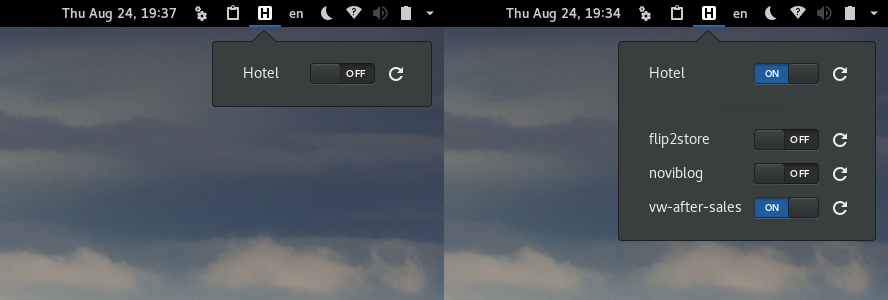 Thu Aug 24, 19:37 H en
Hotel OFF
Thu Aug 24, 19:34 H en
Hotel ON
flip2store OFF
noviblog OFF
vw-after-sales ON